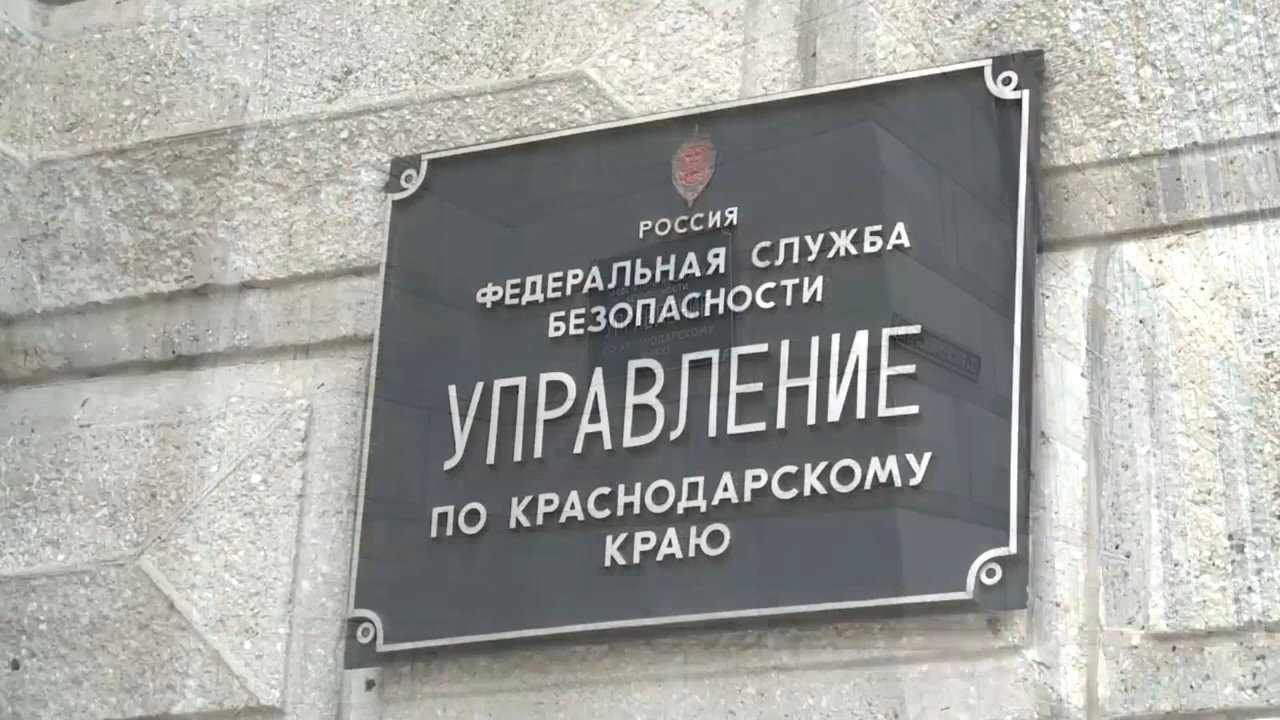 РОССИЯ
ФЕДЕРАЛЬНАЯ СЛУЖБА
БЕЗОПАСНОСТИ
УПРАВЛЕНИЕ
ПО КРАСНОДАРСКОМУ
КРАЮ